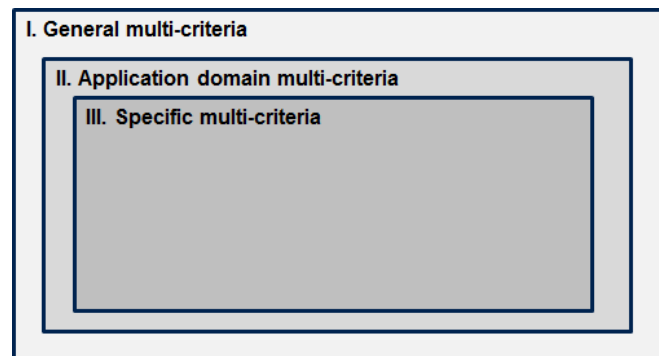 I. General multi-criteria
II. Application domain multi-criteria
III. Specific multi-criteria